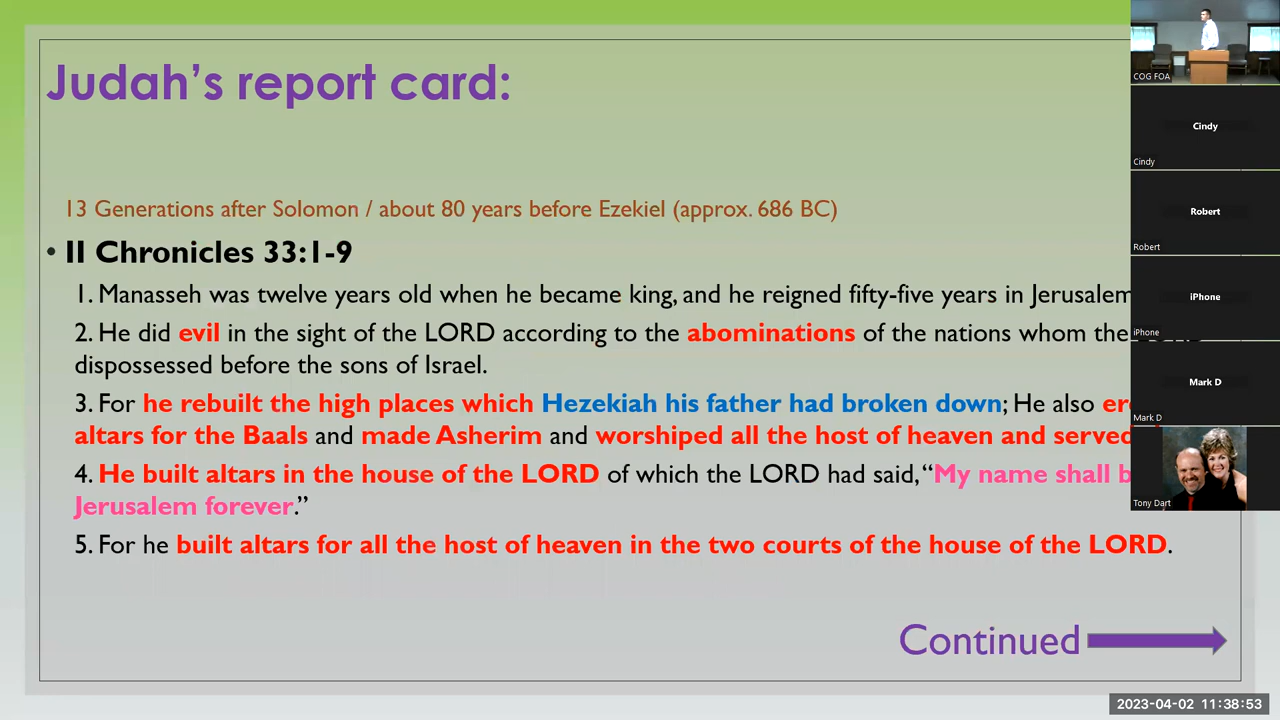 Judah's report card:
13 Generations after Solomon / about 80 years before Ezekiel (approx. 686 BC)
• II Chronicles 33:1-9
1. Manasseh was twelve years old when he became king, and he reigned fifty-five years in Jerusalem
2. He did evil in the sight of the LORD according to the abominations of the nations whom the LORD
dispossessed before the sons of Israel.
3. For he rebuilt the high places which Hezekiah his father had broken down; He also
altars for the Baals and made Asherim and worshiped all the host of heaven and served
4. He built altars in the house of the LORD of which the LORD had said, “My name shall
Jerusalem forever.”
5. For he built altars for all the host of heaven in the two courts of the house of the LORD.
Continued
COG FOA
Cindy
Cindy
Robert
Robert
iPhone
iPhone
Mark D
Mark D
Tony Dart
2023-04-02 11:38:53